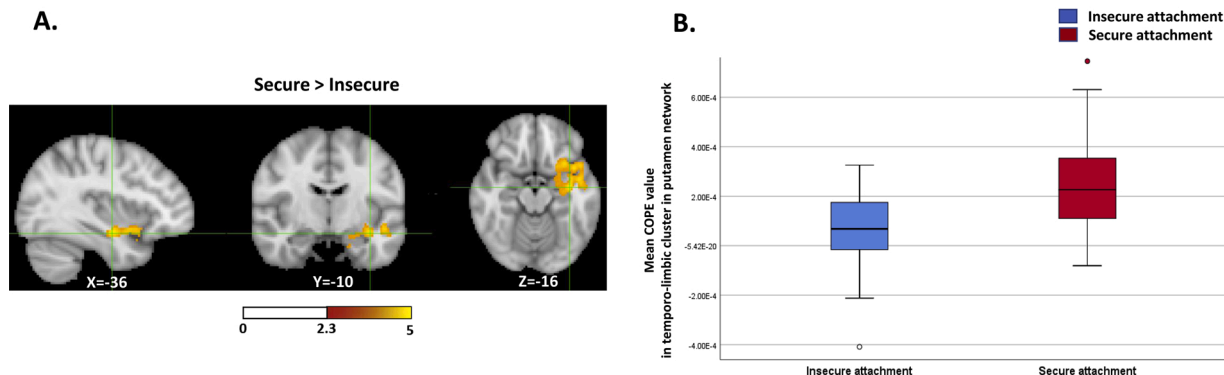 A.
Secure > Insecure
X=-36
Y=-10
Z=-16
0
2.3
5
B.
Insecure attachment
Secure attachment
Mean COPE value
in temporo-limbic cluster in putamen network
6.00E-4
4.00E-4
2.00E-4
-5.42E-20
-2.00E-4
-4.00E-4
Insecure attachment
Secure attachment